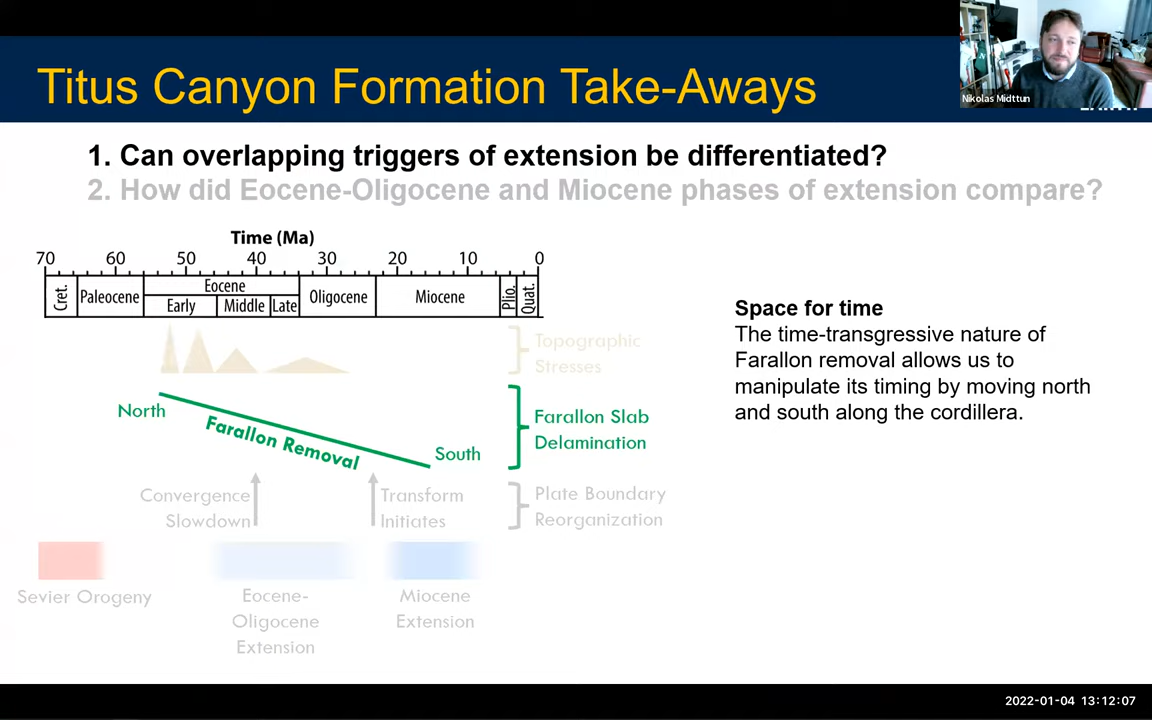 Titus Canyon Formation Take-Aways
Nikolas Midttun
1. Can overlapping triggers of extension be differentiated?
2. How did Eocene-Oligocene and Miocene phases of extension compare?
Time (Ma)
70 60 50 40 30 20 10 0
Cret.
Paleocene
Eocene
Early
Middle
Late
Oligocene
Miocene
Plio.
Quat.
Topographic
Stresses
North
Farallon Removal
South
Farallon Slab
Delamination
Convergence
Slowdown
Transform
Initiates
Plate Boundary
Reorganization
Sevier Orogeny
Eocene-
Oligocene
Extension
Miocene
Extension
Space for time
The time-transgressive nature of
Farallon removal allows us to
manipulate its timing by moving north
and south along the cordillera.
2022-01-04 13:12:07